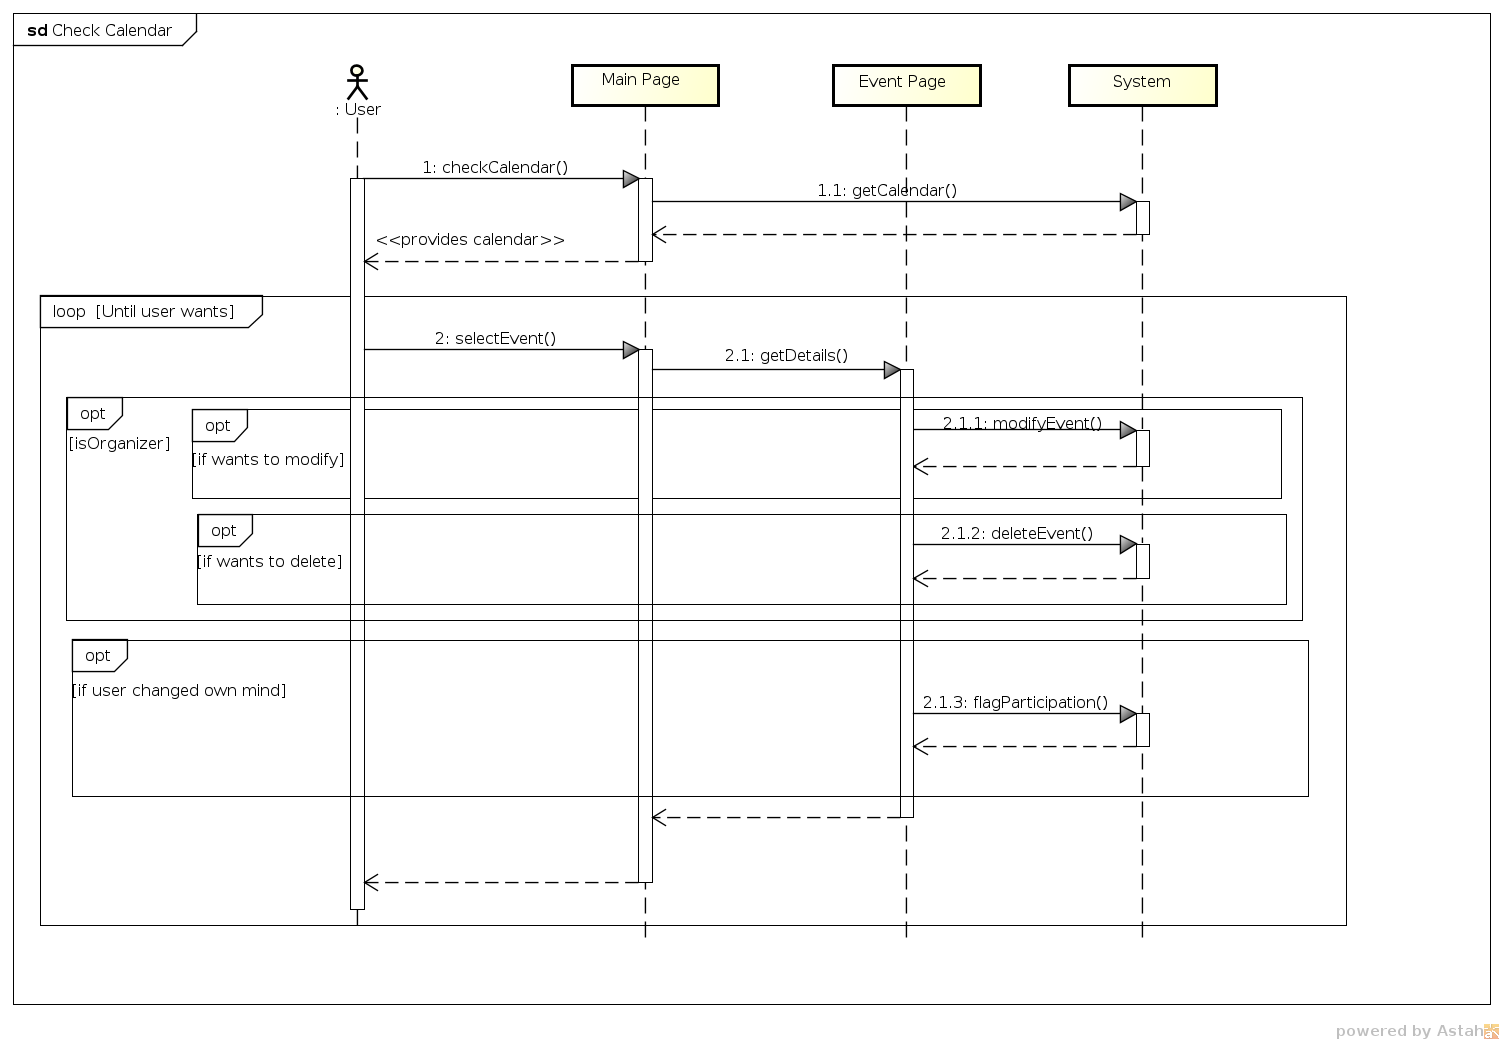 sd Check Calendar
: User
Main Page
Event Page
System
1: checkCalendar()
1.1: getCalendar()
<<provides calendar>>
loop [Until user wants]
2: selectEvent()
2.1: getDetails()
opt
[isOrganizer]
opt
[if wants to modify]
2.1.1: modifyEvent()
opt
[if wants to delete]
2.1.2: deleteEvent()
opt
[if user changed own mind]
2.1.3: flagParticipation()
powered by Astah